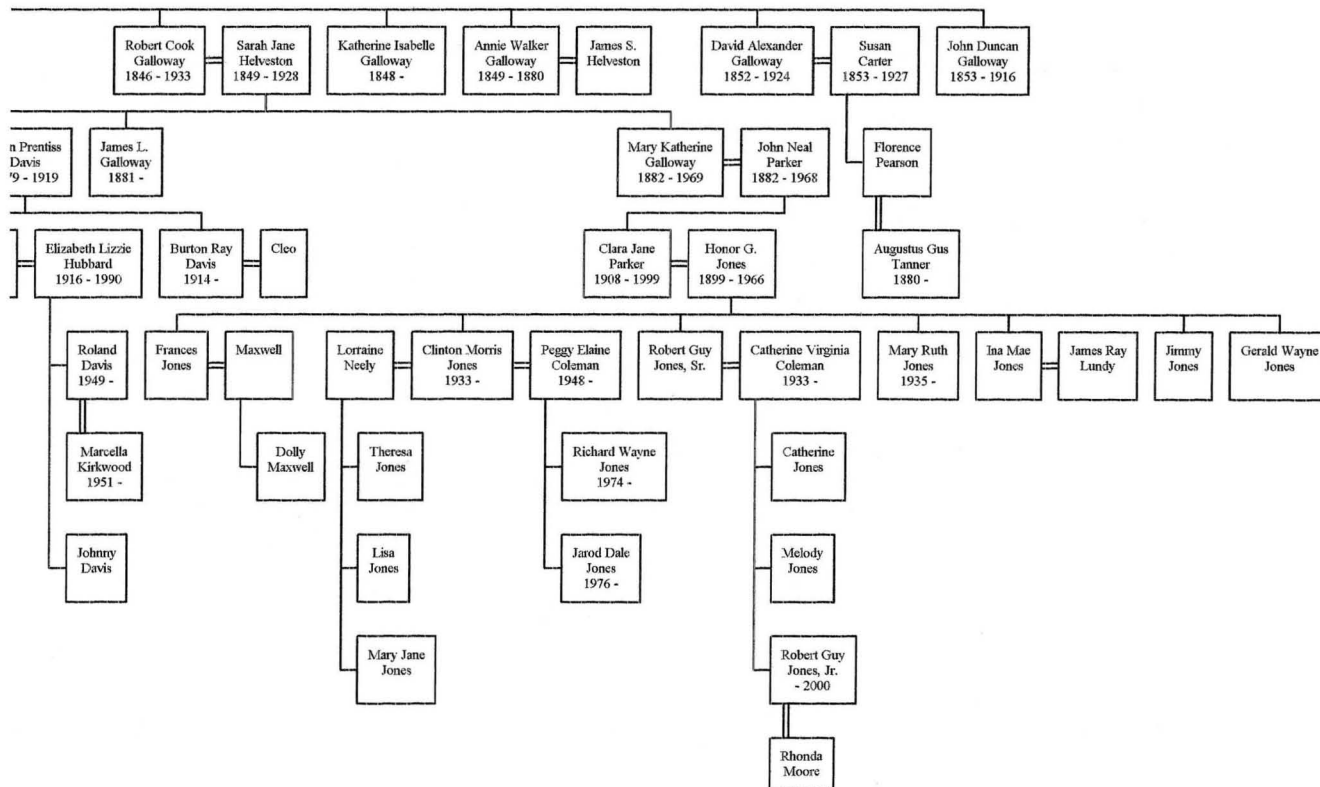 Robert Cook
Galloway
1846 - 1933
Sarah Jane
Helveston
1849 - 1928
Katherine Isabelle
Galloway
1848 -
Annie Walker
Galloway
1849 - 1880
James S.
Helveston
David Alexander
Galloway
1852 - 1924
Susan
Carter
1853 - 1927
John Duncan
Galloway
1853 - 1916
n Prentiss
Davis
79 - 1919
James L.
Galloway
1881 -
Mary Katherine
Galloway
1882 - 1969
John Neal
Parker
1882 - 1968
Florence
Pearson
Elizabeth Lizzie
Hubbard
1916 - 1990
Burton Ray
Davis
1914 -
Cleo
Clara Jane
Parker
1908 - 1999
Honor G.
Jones
1899 - 1966
Augustus Gus
Tanner
1880 -
Roland
Davis
1949 -
Frances
Jones
Maxwell
Lorraine
Neely
Clinton Morris
Jones
1933 -
Peggy Elaine
Coleman
1948 -
Robert Guy
Jones, Sr.
Catherine Virginia
Coleman
1933 -
Mary Ruth
Jones
1935 -
Ina Mae
Jones
James Ray
Lundy
Jimmy
Jones
Gerald Wayne
Jones
Marcella
Kirkwood
1951 -
Dolly
Maxwell
Theresa
Jones
Richard Wayne
Jones
1974 -
Catherine
Jones
Johnny
Davis
Lisa
Jones
Jarod Dale
Jones
1976 -
Melody
Jones
Mary Jane
Jones
Robert Guy
Jones, Jr.
- 2000
Rhonda
Moore